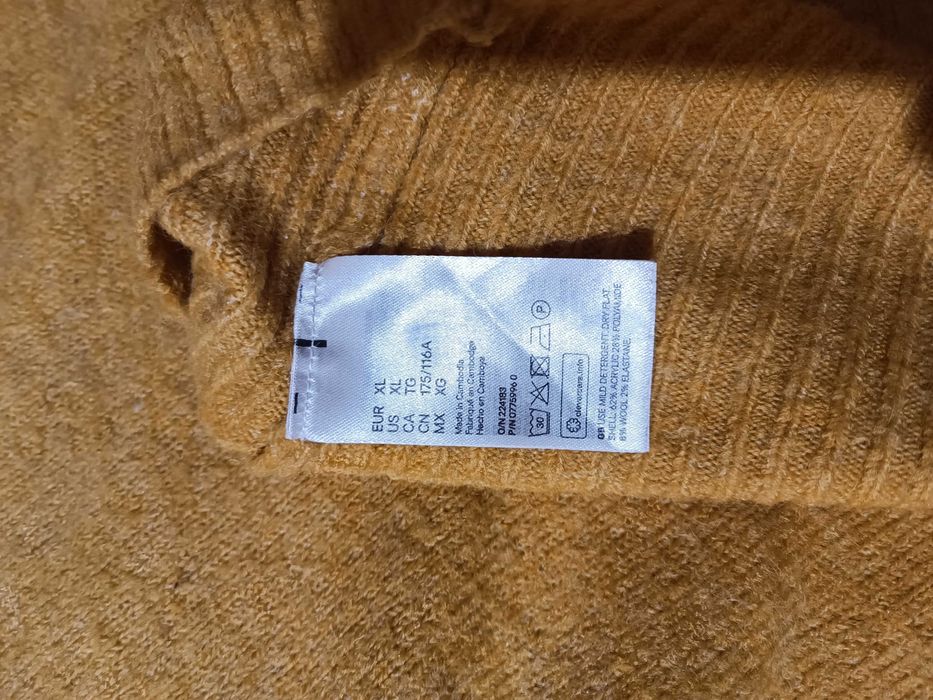 EUR XL
US XL
CA TG
CN 175/116A
MX XG
Made in Cambodia
Fabriqué en Cambodge
Hecho en Camboya
O/N 224183
P/N 0775996 0
30°
P
clevercare.info
GB USE MILD DETERGENT. DRY FLAT.
SHELL: 62% ACRYLIC 28% POLYAMIDE
8% WOOL 2% ELASTANE.